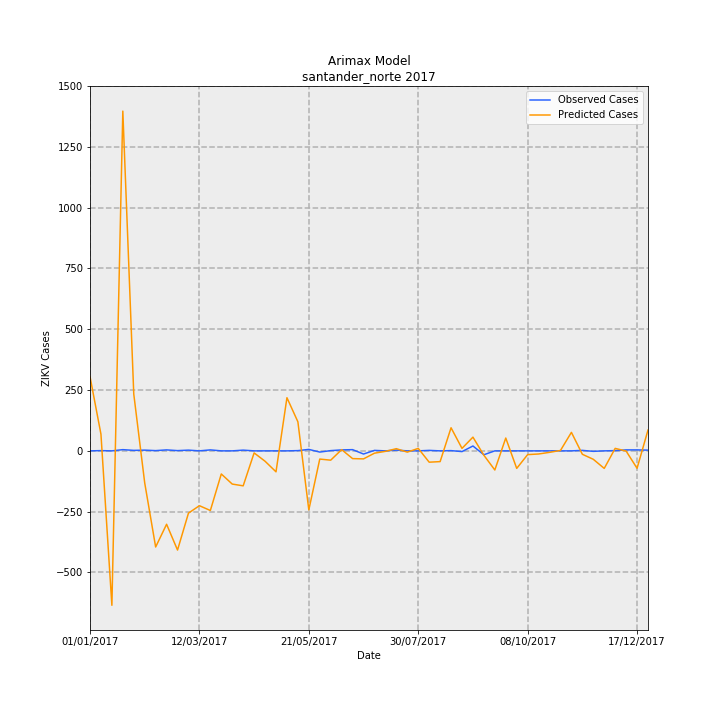 Arimax Model
santander_norte 2017
Observed Cases
Predicted Cases
1500
1250
1000
750
500
250
0
−250
−500
ZIKV Cases
01/01/2017
12/03/2017
21/05/2017
30/07/2017
08/10/2017
17/12/2017
Date